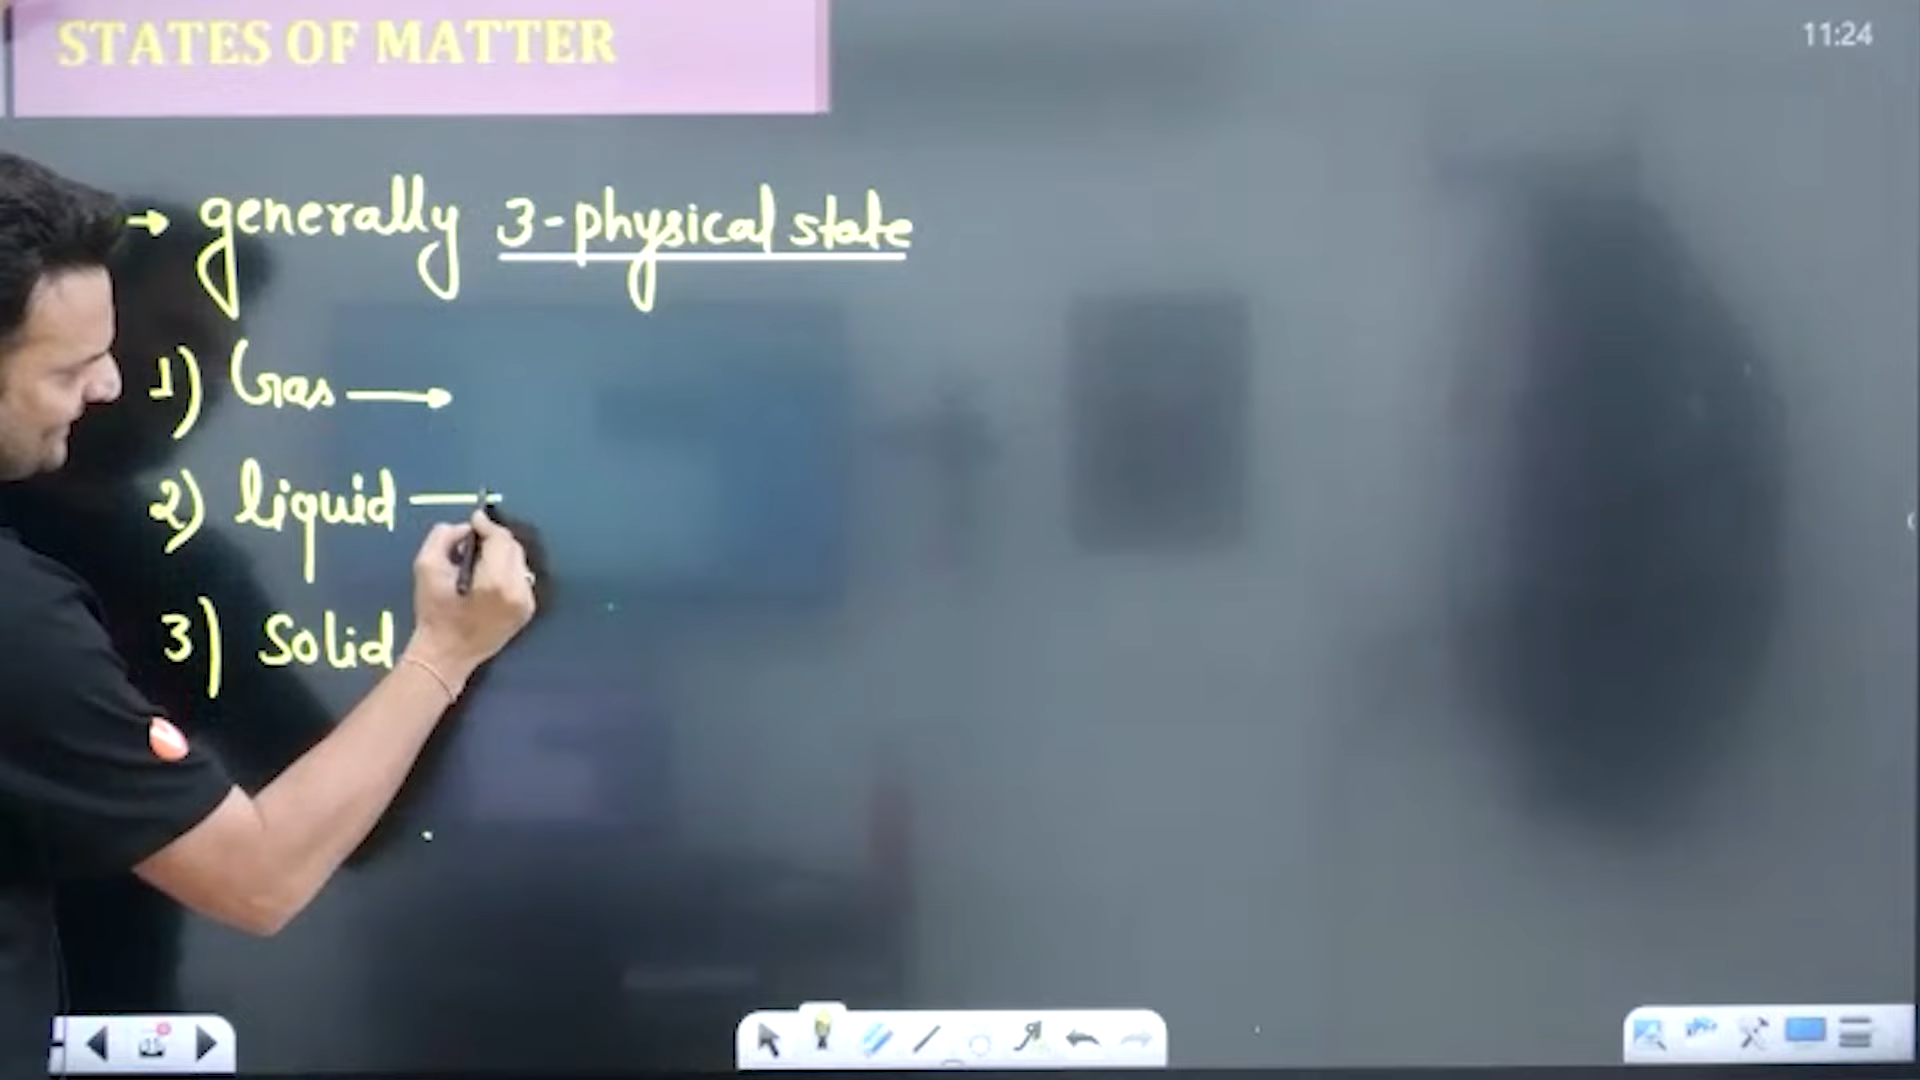 STATES OF MATTER
11:24
→ generally 3-physical state
1) Gas →
2) liquid —
3) Solid